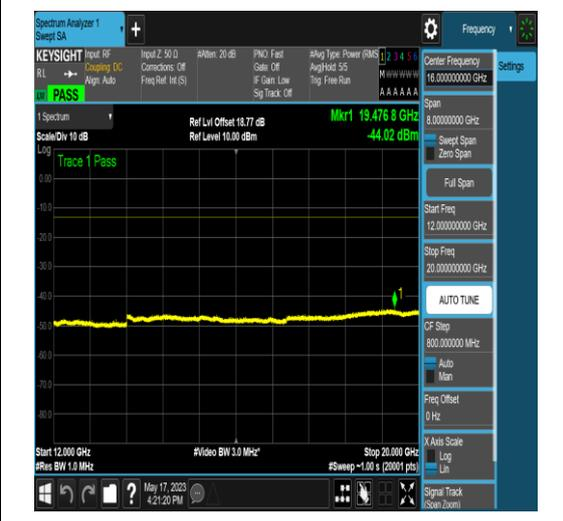 Spectrum Analyzer 1
Swept SA
+
Frequency
KEYSIGHT
RL
PASS
Input: RF
Coupling: DC
Align: Auto
Input Z: 50 Ω
Corrections: Off
Freq Ref: Int (S)
#Atten: 20 dB
PNO: Fast
Gate: Off
IF Gain: Low
Sig Track: Off
#Avg Type: Power (RMS
Avg|Hold: 5/5
Trig: Free Run
1 2 3 4 5 6
M W W W W W
A A A A A A
1 Spectrum
Scale/Div 10 dB
Ref Lvl Offset 18.77 dB
Ref Level 10.00 dBm
Mkr1 19.476 8 GHz
-44.02 dBm
Log
Trace 1 Pass
0.00
-10.0
-20.0
-30.0
-40.0
-50.0
-60.0
-70.0
-80.0
1
Start 12.000 GHz
#Res BW 1.0 MHz
#Video BW 3.0 MHz*
Stop 20.000 GHz
#Sweep ~1.00 s (20001 pts)
?
May 17, 2023
4:21:20 PM
Center Frequency
16.000000000 GHz
Settings
Span
8.00000000 GHz
Swept Span
Zero Span
Full Span
Start Freq
12.000000000 GHz
Stop Freq
20.000000000 GHz
AUTO TUNE
CF Step
800.000000 MHz
Auto
Man
Freq Offset
0 Hz
X Axis Scale
Log
Lin
Signal Track
(Span Zoom)